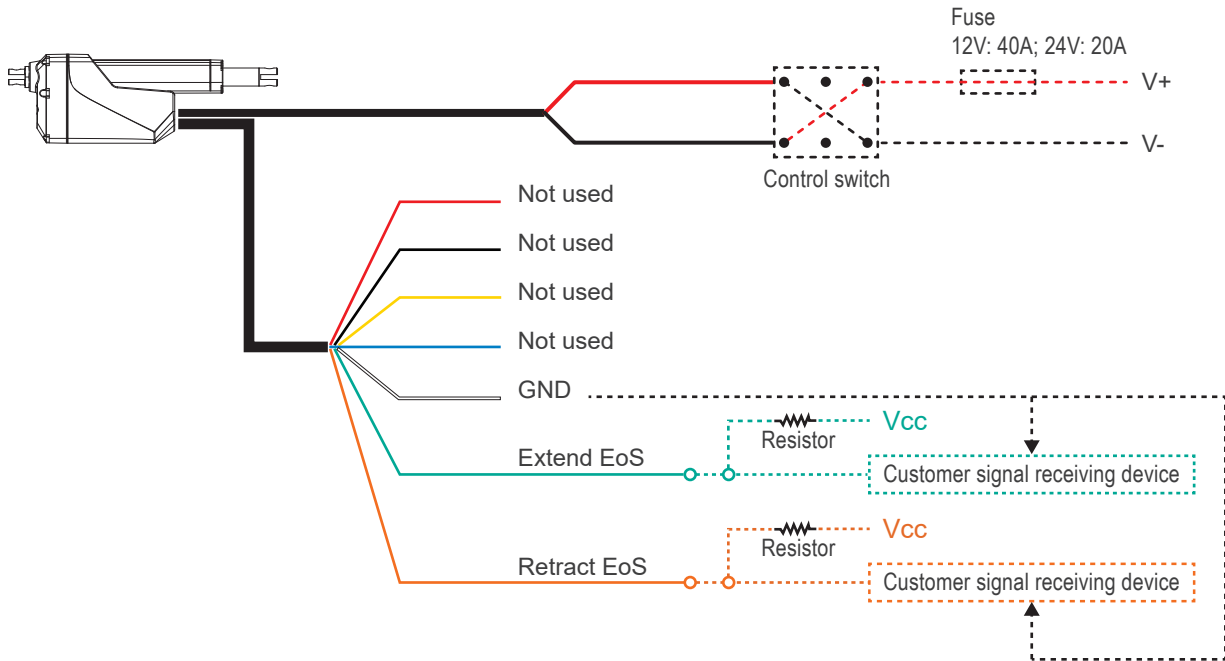 Fuse
12V: 40A; 24V: 20A
V+
V-
Control switch
Not used
Not used
Not used
Not used
GND
Vcc
Resistor
Extend EoS
Customer signal receiving device
Vcc
Resistor
Retract EoS
Customer signal receiving device